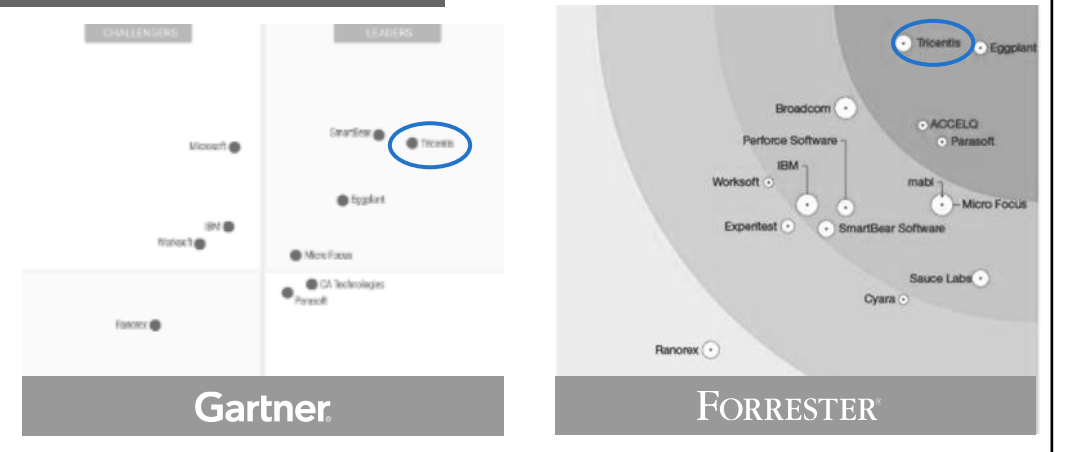 CHALLENGERS
LEADERS
SmartBear
Tricentis
Microsoft
Eggplant
IBM
Worksoft
Micro Focus
CA Technologies
Parasoft
Ranorex
Gartner
Tricentis
Eggplant
Broadcom
ACCELQ
Perforce Software
Parasoft
IBM
Worksoft
mabl
Micro Focus
Experitest
SmartBear Software
Sauce Labs
Cyara
Ranorex
FORRESTER®